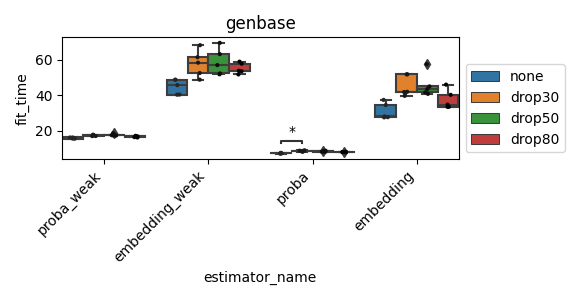 genbase
fit_time
60
40
20
*
none
drop30
drop50
drop80
proba_weak
embedding_weak
proba
embedding
estimator_name